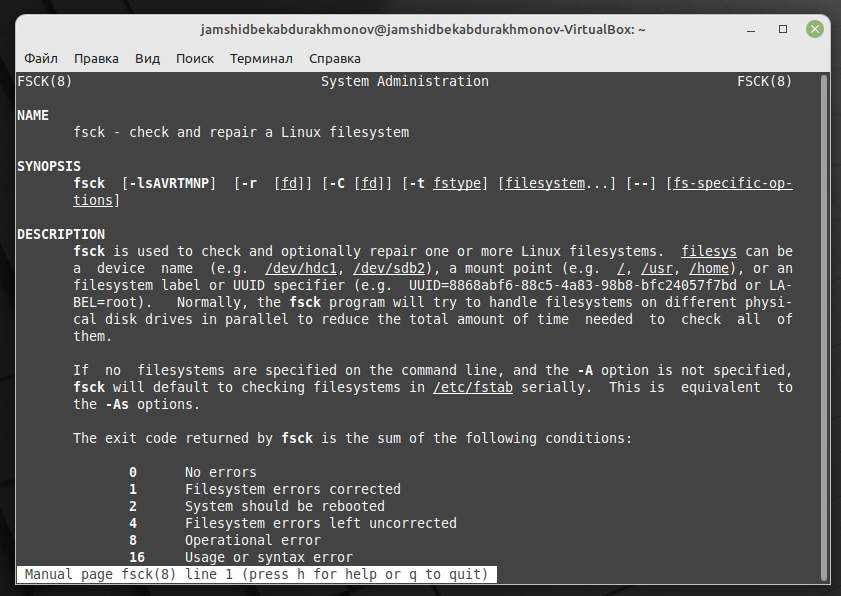 jamshidbekabdurakhmonov@jamshidbekabdurakhmonov-VirtualBox: ~
Файл Правка Вид Поиск Терминал Справка
FSCK(8) System Administration FSCK(8)
NAME
fsck - check and repair a Linux filesystem
SYNOPSIS
fsck [-lsAVRTMNP] [-r [fd]] [-C [fd]] [-t fstype] [filesystem...] [--] [fs-specific-op-
tions]
DESCRIPTION
fsck is used to check and optionally repair one or more Linux filesystems. filesys can be
a device name (e.g. /dev/hdc1, /dev/sdb2), a mount point (e.g. /, /usr, /home), or an
filesystem label or UUID specifier (e.g. UUID=8868abf6-88c5-4a83-98b8-bfc24057f7bd or LA-
BEL=root). Normally, the fsck program will try to handle filesystems on different physi-
cal disk drives in parallel to reduce the total amount of time needed to check all of
them.
If no filesystems are specified on the command line, and the -A option is not specified,
fsck will default to checking filesystems in /etc/fstab serially. This is equivalent to
the -As options.
The exit code returned by fsck is the sum of the following conditions:
0 No errors
1 Filesystem errors corrected
2 System should be rebooted
4 Filesystem errors left uncorrected
8 Operational error
16 Usage or syntax error
Manual page fsck(8) line 1 (press h for help or q to quit)